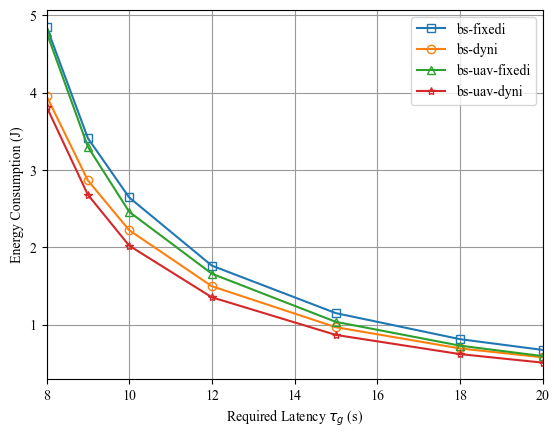 5
4
3
2
1
Energy Consumption (J)
bs-fixedi
bs-dyni
bs-uav-fixedi
bs-uav-dyni
8 10 12 14 16 18 20
Required Latency τg (s)